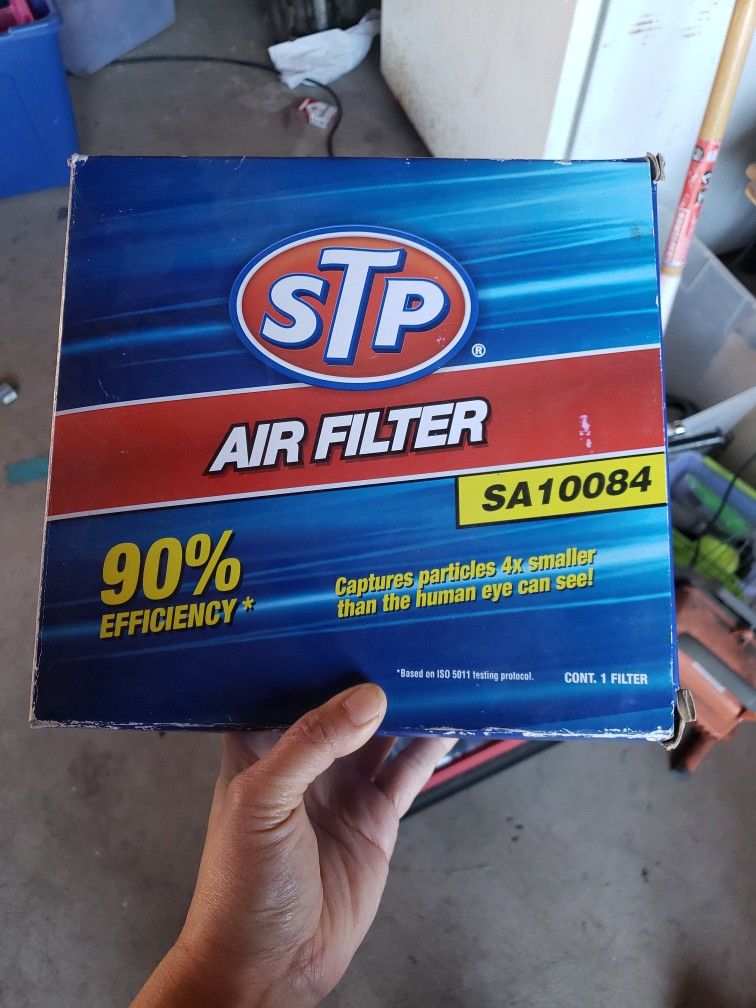 STP®
AIR FILTER
SA10084
90%
EFFICIENCY*
Captures particles 4x smaller
than the human eye can see!
*Based on ISO 5011 testing protocol.
CONT. 1 FILTER